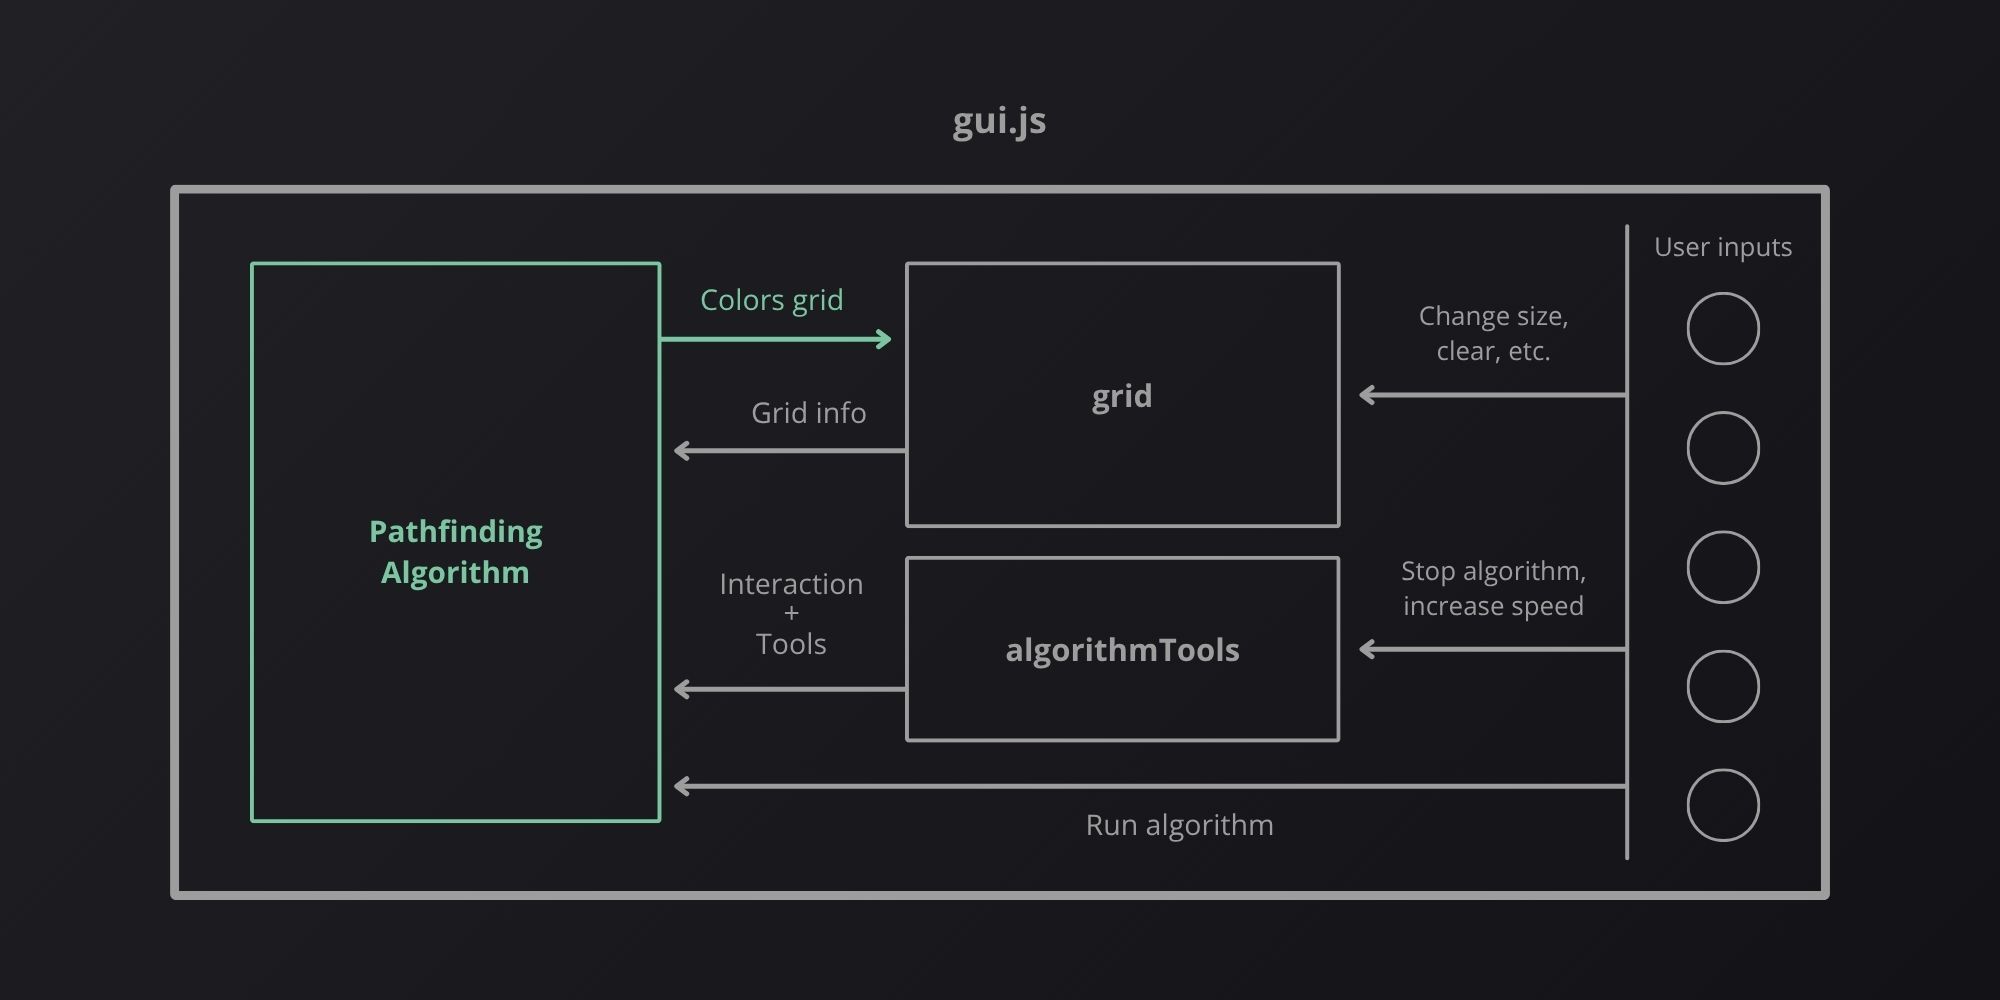 gui.js
User inputs
Colors grid
Change size,
clear, etc.
grid
Grid info
Pathfinding
Algorithm
Interaction
+
Tools
algorithmTools
Stop algorithm,
increase speed
Run algorithm